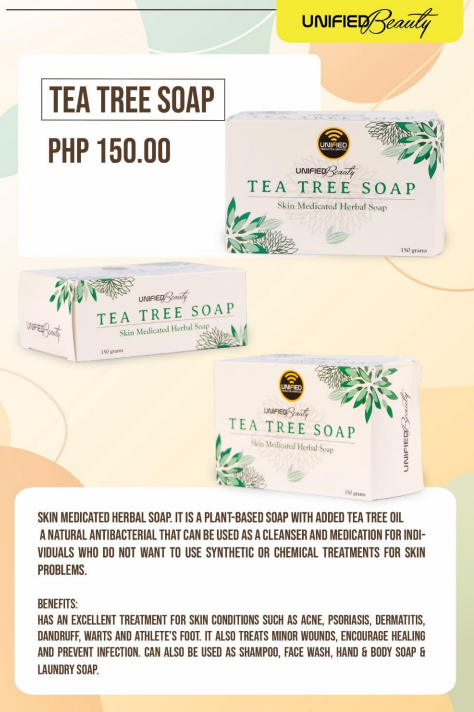 UNIFIED Beauty
TEA TREE SOAP
PHP 150.00
UNIFIED
UNIFIED Beauty
TEA TREE SOAP
Skin Medicated Herbal Soap
150 grams
UNIFIED Beauty
UNIFIED Beauty
TEA TREE SOAP
Skin Medicated Herbal Soap
150 grams
UNIFIED
UNIFIED Beauty
TEA TREE SOAP
Skin Medicated Herbal Soap
150 grams
UNIFIED Beauty
SKIN MEDICATED HERBAL SOAP. IT IS A PLANT-BASED SOAP WITH ADDED TEA TREE OIL
A NATURAL ANTIBACTERIAL THAT CAN BE USED AS A CLEANSER AND MEDICATION FOR INDI-
VIDUALS WHO DO NOT WANT TO USE SYNTHETIC OR CHEMICAL TREATMENTS FOR SKIN
PROBLEMS.
BENEFITS:
HAS AN EXCELLENT TREATMENT FOR SKIN CONDITIONS SUCH AS ACNE, PSORIASIS, DERMATITIS,
DANDRUFF, WARTS AND ATHLETE'S FOOT. IT ALSO TREATS MINOR WOUNDS, ENCOURAGE HEALING
AND PREVENT INFECTION. CAN ALSO BE USED AS SHAMPOO, FACE WASH, HAND & BODY SOAP &
LAUNDRY SOAP.